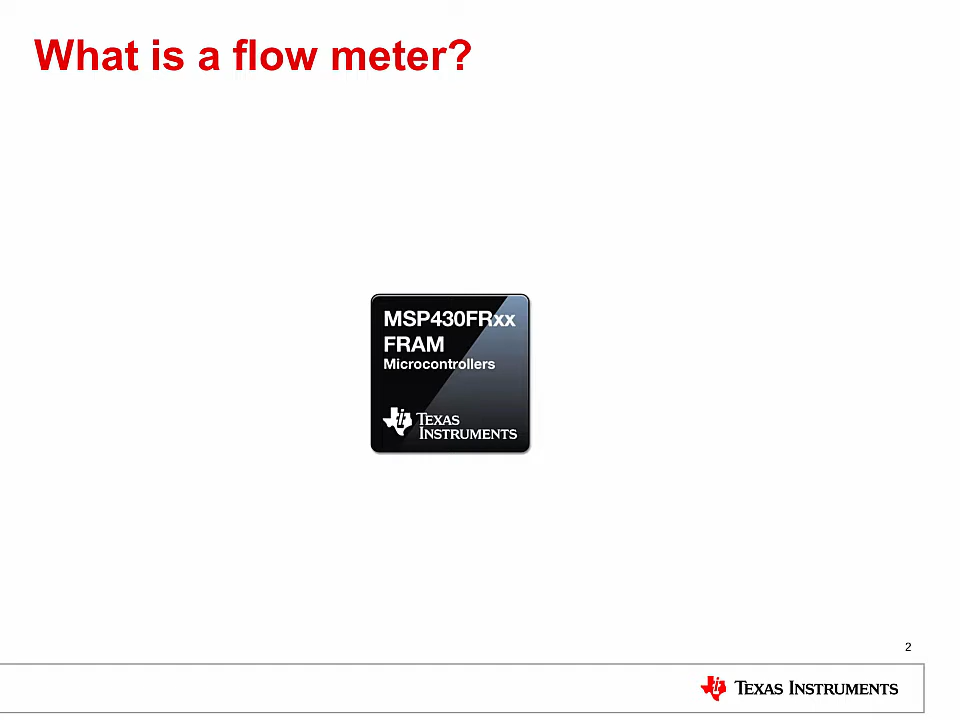 What is a flow meter?
MSP430FRxx
FRAM
Microcontrollers
TEXAS
INSTRUMENTS
2
TEXAS INSTRUMENTS